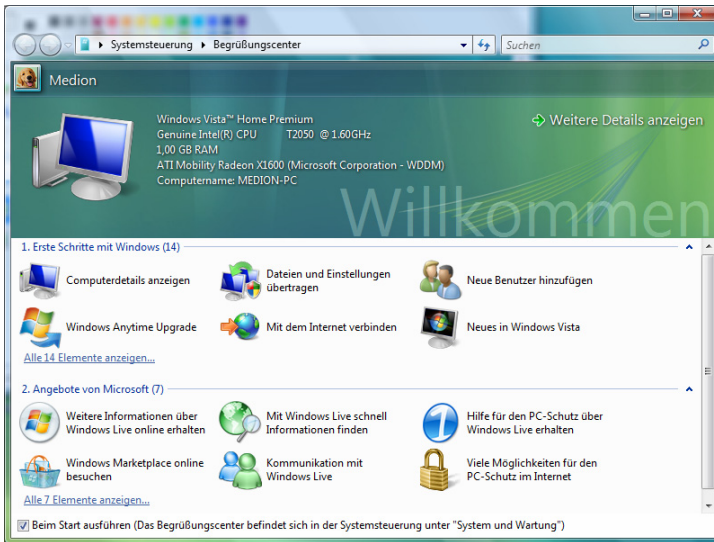 Systemsteuerung ▸ Begrüßungscenter
Suchen
Medion
Windows Vista™ Home Premium
Genuine Intel(R) CPU T2050 @ 1.60GHz
1,00 GB RAM
ATI Mobility Radeon X1600 (Microsoft Corporation - WDDM)
Computername: MEDION-PC
Weitere Details anzeigen
Willkommen
1. Erste Schritte mit Windows (14)
Computerdetails anzeigen
Dateien und Einstellungen
übertragen
Neue Benutzer hinzufügen
Windows Anytime Upgrade
Mit dem Internet verbinden
Neues in Windows Vista
Alle 14 Elemente anzeigen...
2. Angebote von Microsoft (7)
Weitere Informationen über
Windows Live online erhalten
Mit Windows Live schnell
Informationen finden
Hilfe für den PC-Schutz über
Windows Live erhalten
Windows Marketplace online
besuchen
Kommunikation mit
Windows Live
Viele Möglichkeiten für den
PC-Schutz im Internet
Alle 7 Elemente anzeigen...
Beim Start ausführen (Das Begrüßungscenter befindet sich in der Systemsteuerung unter "System und Wartung")